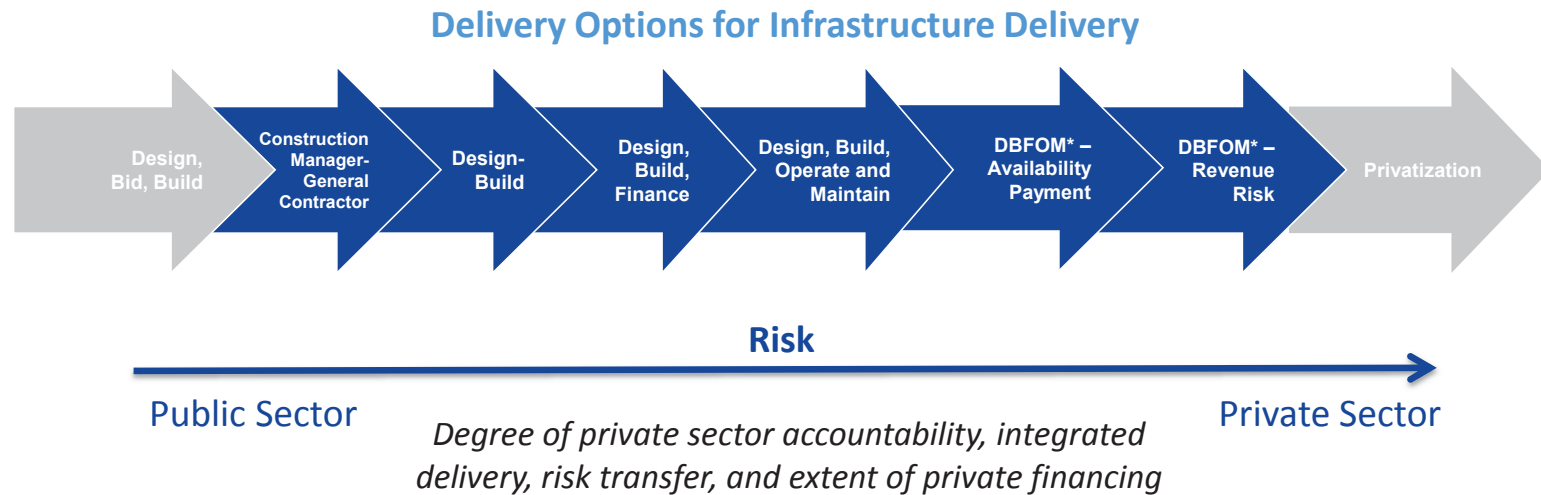 Delivery Options for Infrastructure Delivery
Design,
Bid, Build
Construction
Manager-
General
Contractor
Design-
Build
Design,
Build,
Finance
Design, Build,
Operate and
Maintain
DBFOM* –
Availability
Payment
DBFOM* –
Revenue
Risk
Privatization
Risk
Public Sector
Private Sector
Degree of private sector accountability, integrated
delivery, risk transfer, and extent of private financing